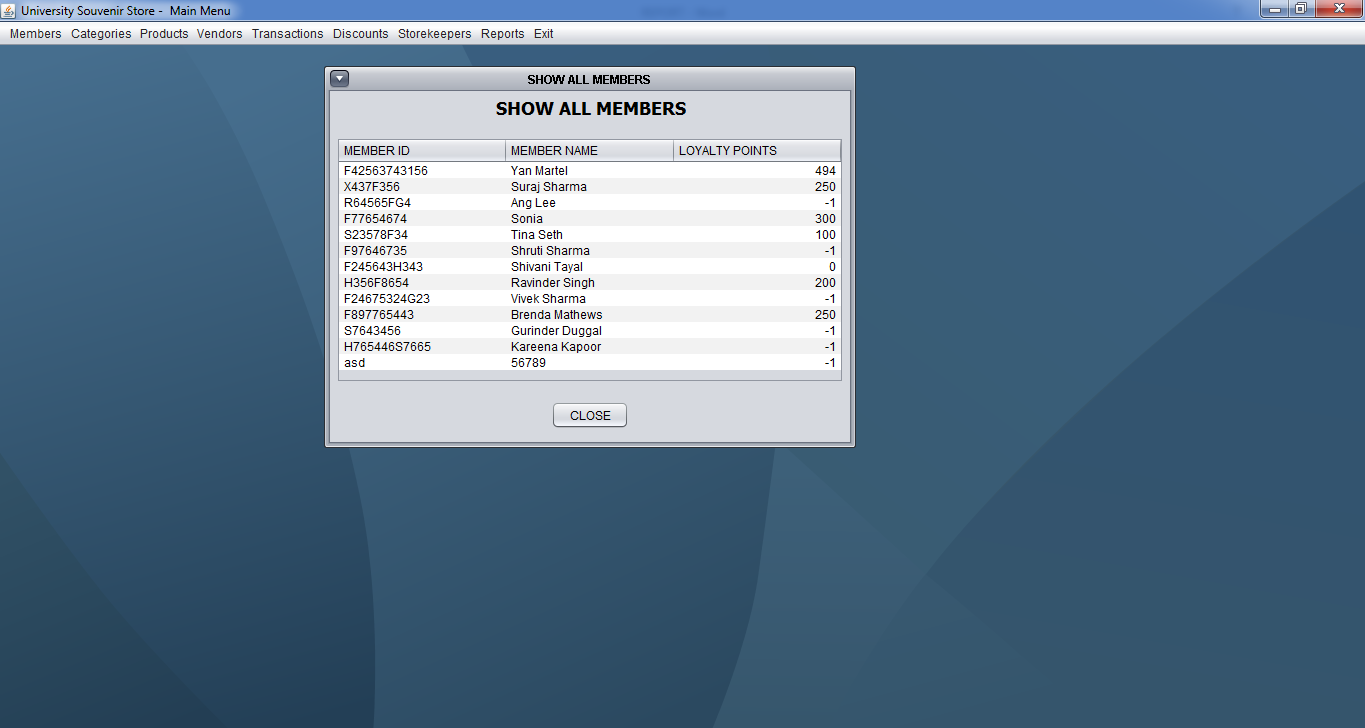 University Souvenir Store -  Main Menu
Members Categories Products Vendors Transactions Discounts Storekeepers Reports Exit
SHOW ALL MEMBERS
SHOW ALL MEMBERS
MEMBER ID MEMBER NAME LOYALTY POINTS
F42563743156 Yan Martel 494
X437F356 Suraj Sharma 250
R64565FG4 Ang Lee -1
F77654674 Sonia 300
S23578F34 Tina Seth 100
F97646735 Shruti Sharma -1
F245643H343 Shivani Tayal 0
H356F8654 Ravinder Singh 200
F24675324G23 Vivek Sharma -1
F897765443 Brenda Mathews 250
S7643456 Gurinder Duggal -1
H765446S7665 Kareena Kapoor -1
asd 56789 -1
CLOSE